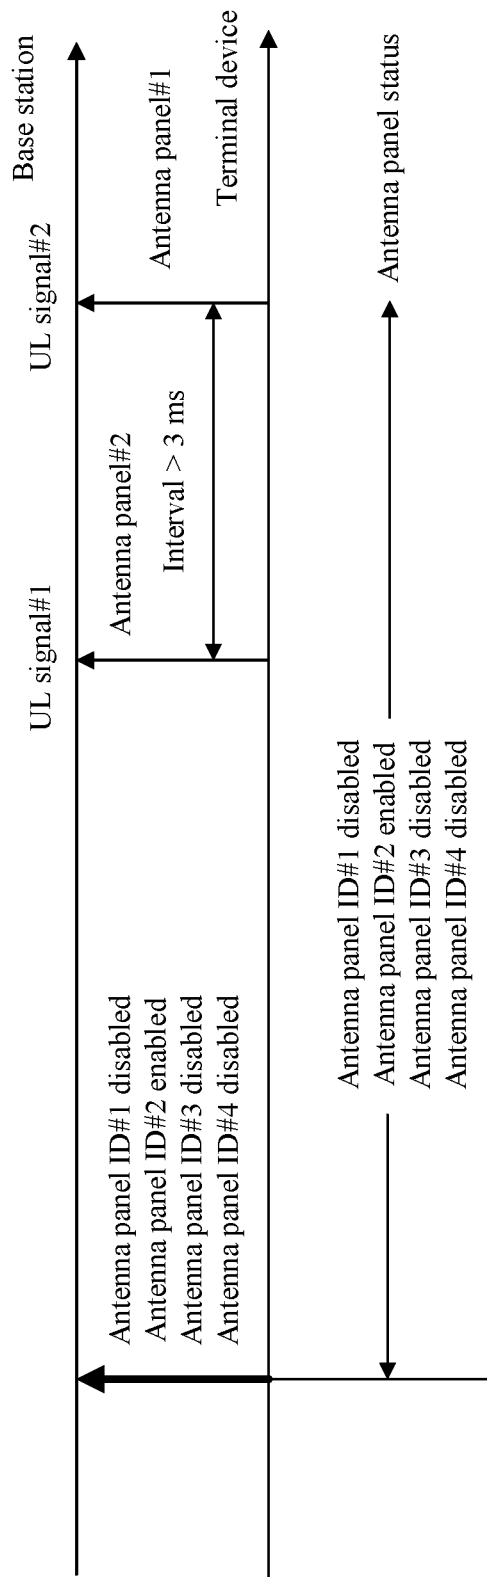 Base station
UL signal#1
UL signal#2
Antenna panel ID#1 disabled
Antenna panel ID#2 enabled
Antenna panel ID#3 disabled
Antenna panel ID#4 disabled
Antenna panel#2
Antenna panel#1
Interval > 3 ms
Terminal device
Antenna panel ID#1 disabled
Antenna panel ID#2 enabled
Antenna panel ID#3 disabled
Antenna panel ID#4 disabled
Antenna panel status